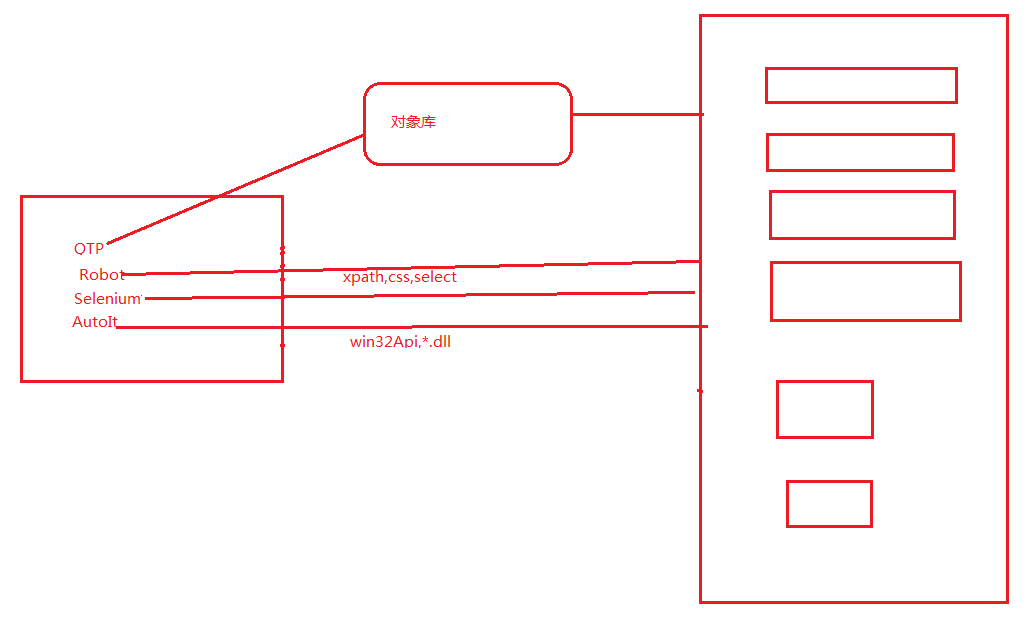 对象库
QTP
Robot
xpath,css,select
Selenium
AutoIt
win32Api,*.dll